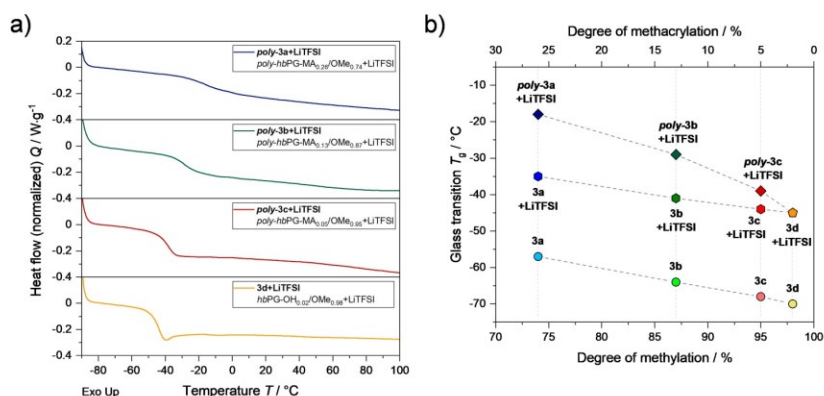 a)
0.2
0
-0.2
-0.4
0
-0.2
-0.4
0
-0.2
-0.4
0
-0.2
-0.4
Heat flow (normalized) Q / W·g⁻¹
poly-3a+LiTFSI
poly-hbPG-MA0.26/OMe0.74+LiTFSI
poly-3b+LiTFSI
poly-hbPG-MA0.13/OMe0.87+LiTFSI
poly-3c+LiTFSI
poly-hbPG-MA0.05/OMe0.95+LiTFSI
3d+LiTFSI
hbPG-OH0.02/OMe0.98+LiTFSI
-80 -60 -40 -20 0 20 40 60 80 100
Exo Up
Temperature T / °C
b)
Degree of methacrylation / %
30 25 20 15 10 5 0
-10
-20
-30
-40
-50
-60
-70
Glass transition Tg / °C
poly-3a
+LiTFSI
poly-3b
+LiTFSI
poly-3c
+LiTFSI
3a
+LiTFSI
3b
+LiTFSI
3c
+LiTFSI
3d
+LiTFSI
3a
3b
3c
3d
70 75 80 85 90 95 100
Degree of methylation / %